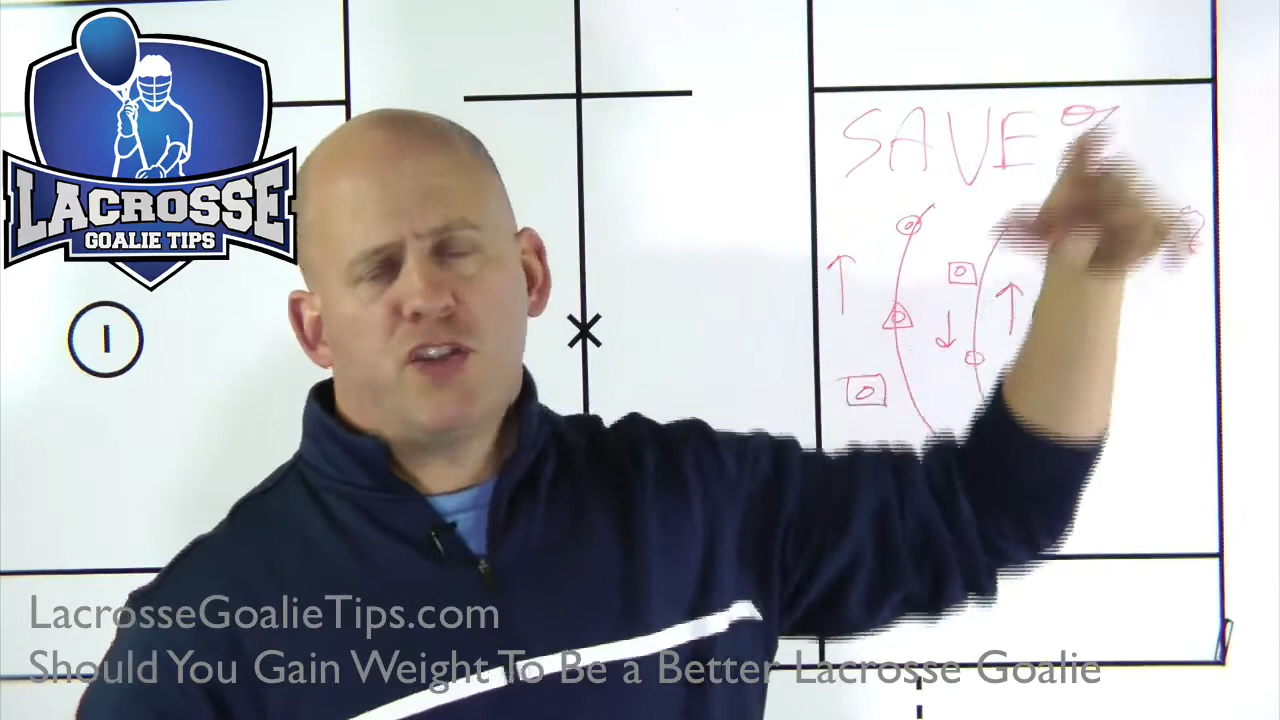 LACROSSE
GOALIE TIPS
SAVE %
1
LacrosseGoalieTips.com
Should You Gain Weight To Be a Better Lacrosse Goalie